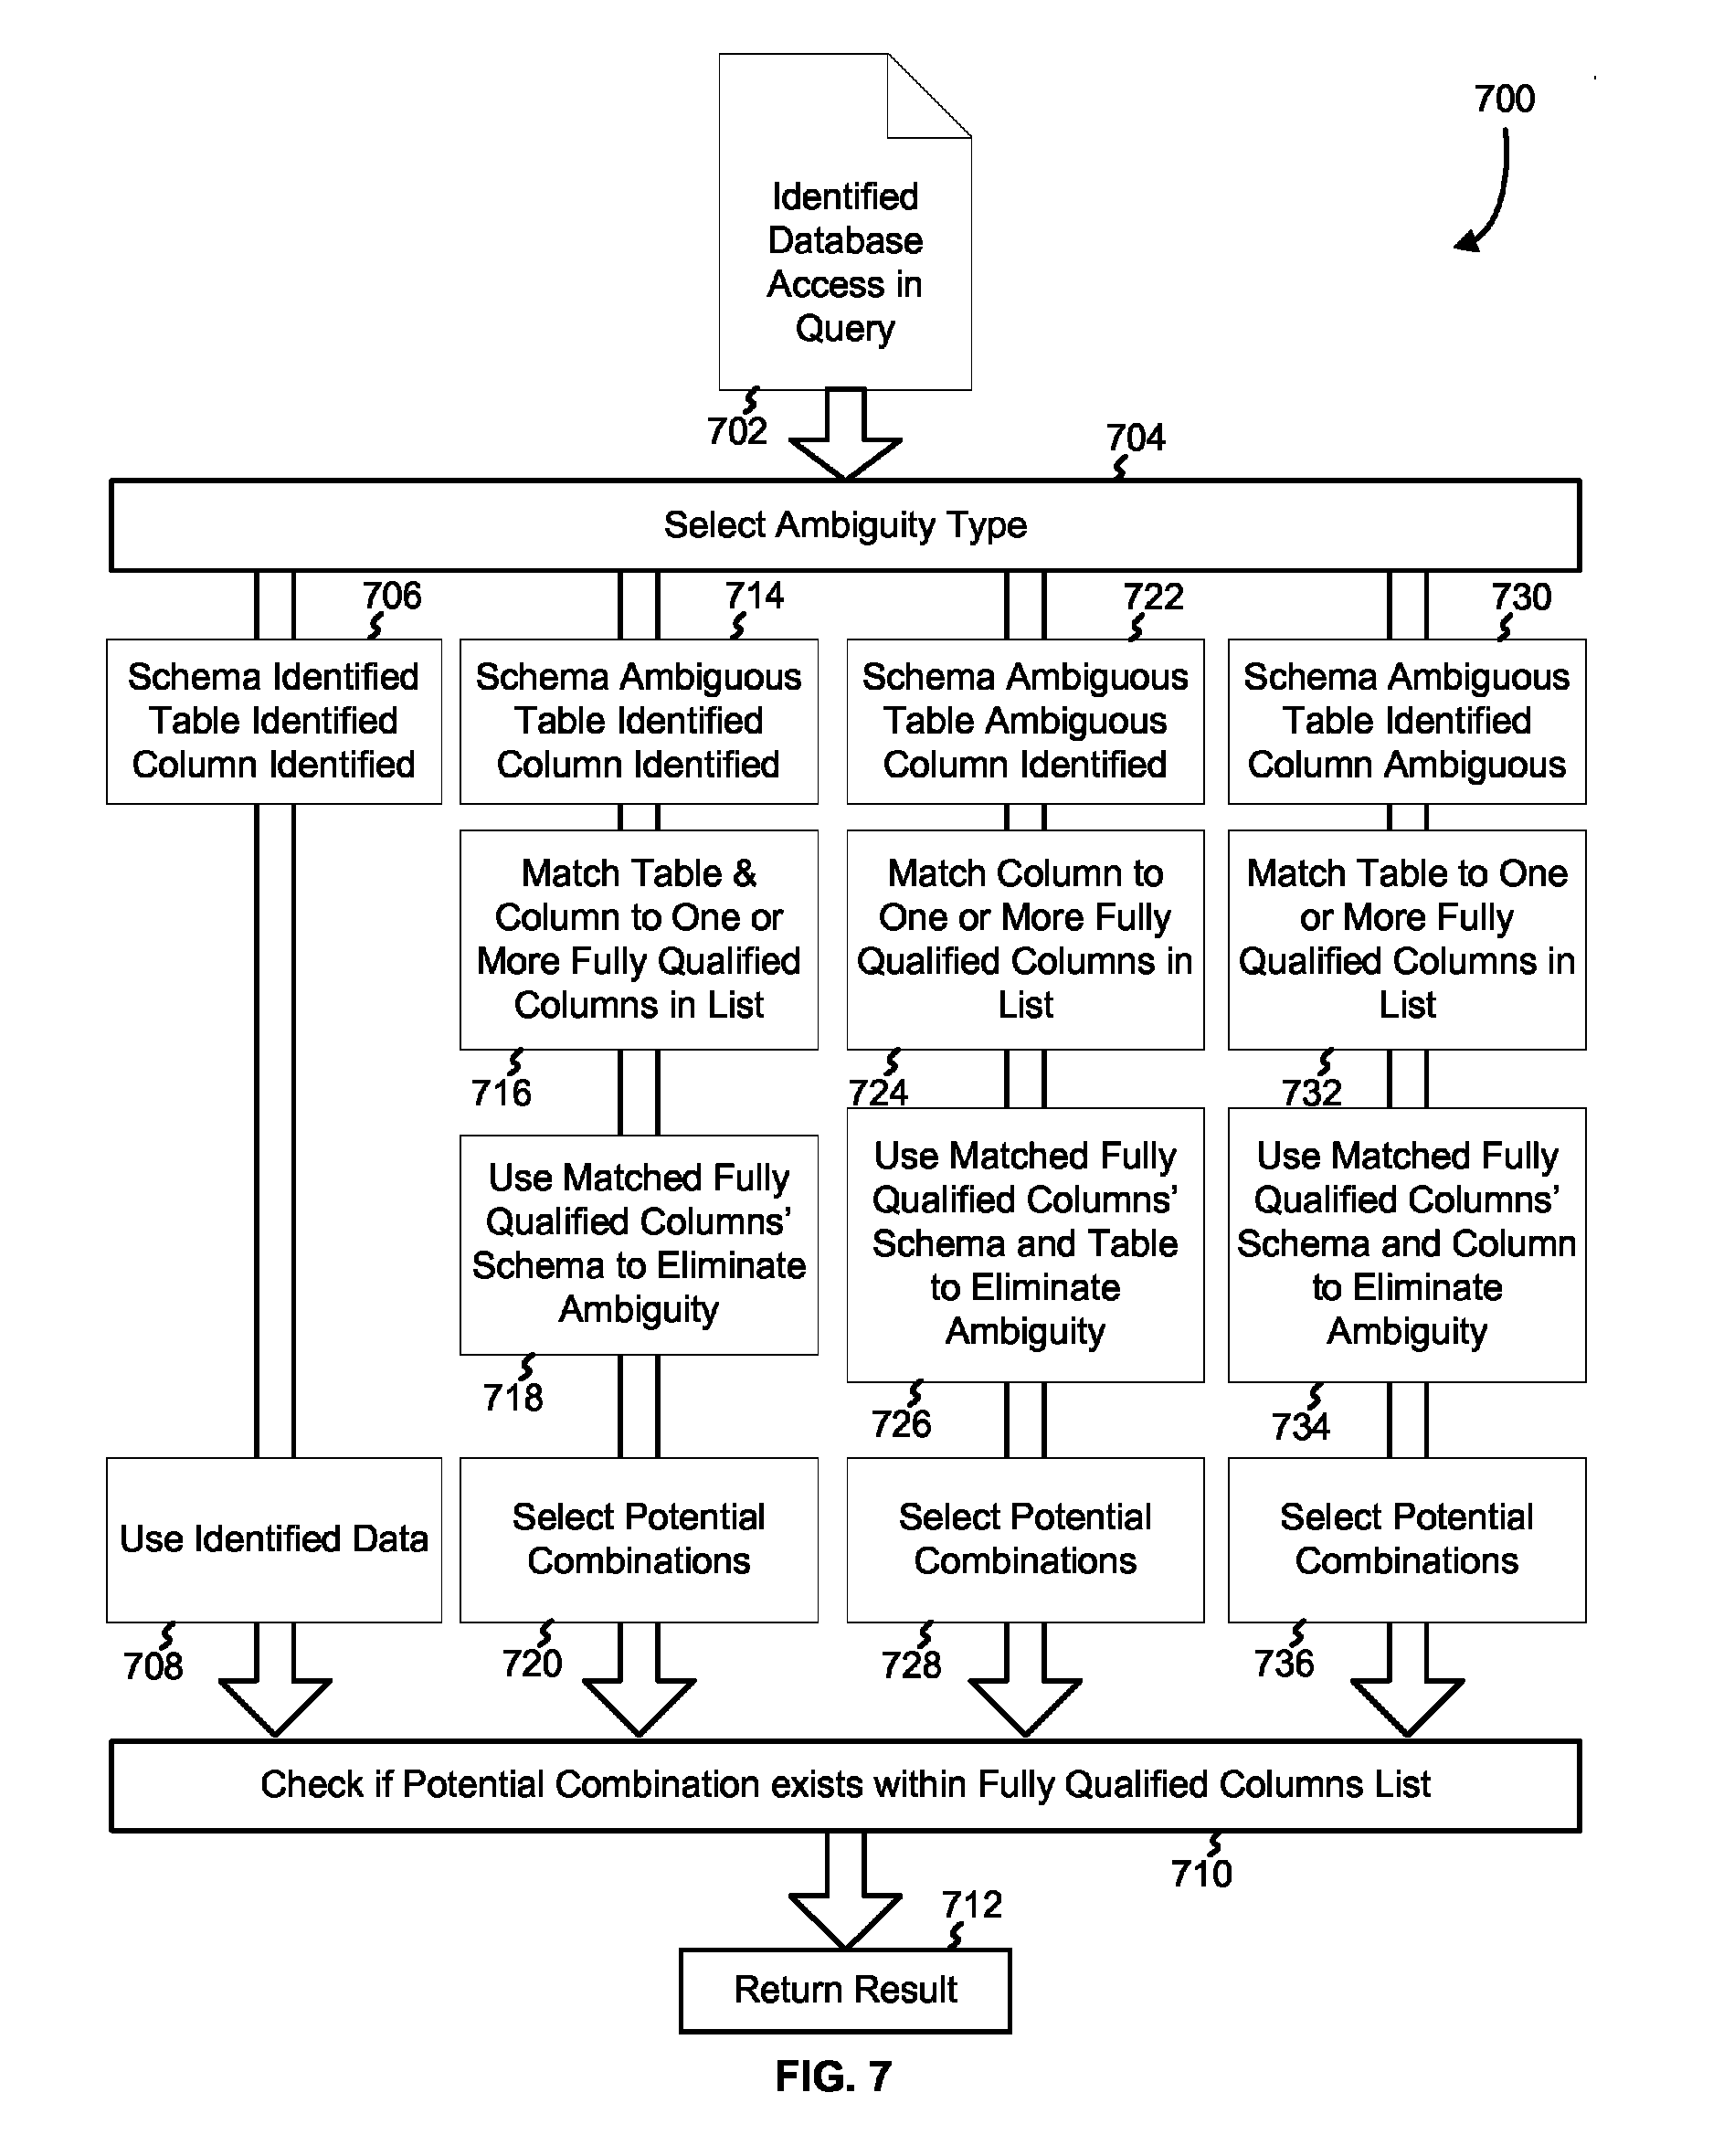 700
Identified
Database
Access in
Query
702
704
Select Ambiguity Type
706
714
722
730
Schema Identified
Table Identified
Column Identified
Schema Ambiguous
Table Identified
Column Identified
Schema Ambiguous
Table Ambiguous
Column Identified
Schema Ambiguous
Table Identified
Column Ambiguous
Match Table &
Column to One or
More Fully Qualified
Columns in List
Match Column to
One or More Fully
Qualified Columns in
List
Match Table to One
or More Fully
Qualified Columns in
List
716
724
732
Use Matched Fully
Qualified Columns’
Schema to Eliminate
Ambiguity
Use Matched Fully
Qualified Columns’
Schema and Table
to Eliminate
Ambiguity
Use Matched Fully
Qualified Columns’
Schema and Column
to Eliminate
Ambiguity
718
726
734
Use Identified Data
Select Potential
Combinations
Select Potential
Combinations
Select Potential
Combinations
708
720
728
736
Check if Potential Combination exists within Fully Qualified Columns List
710
712
Return Result
FIG. 7